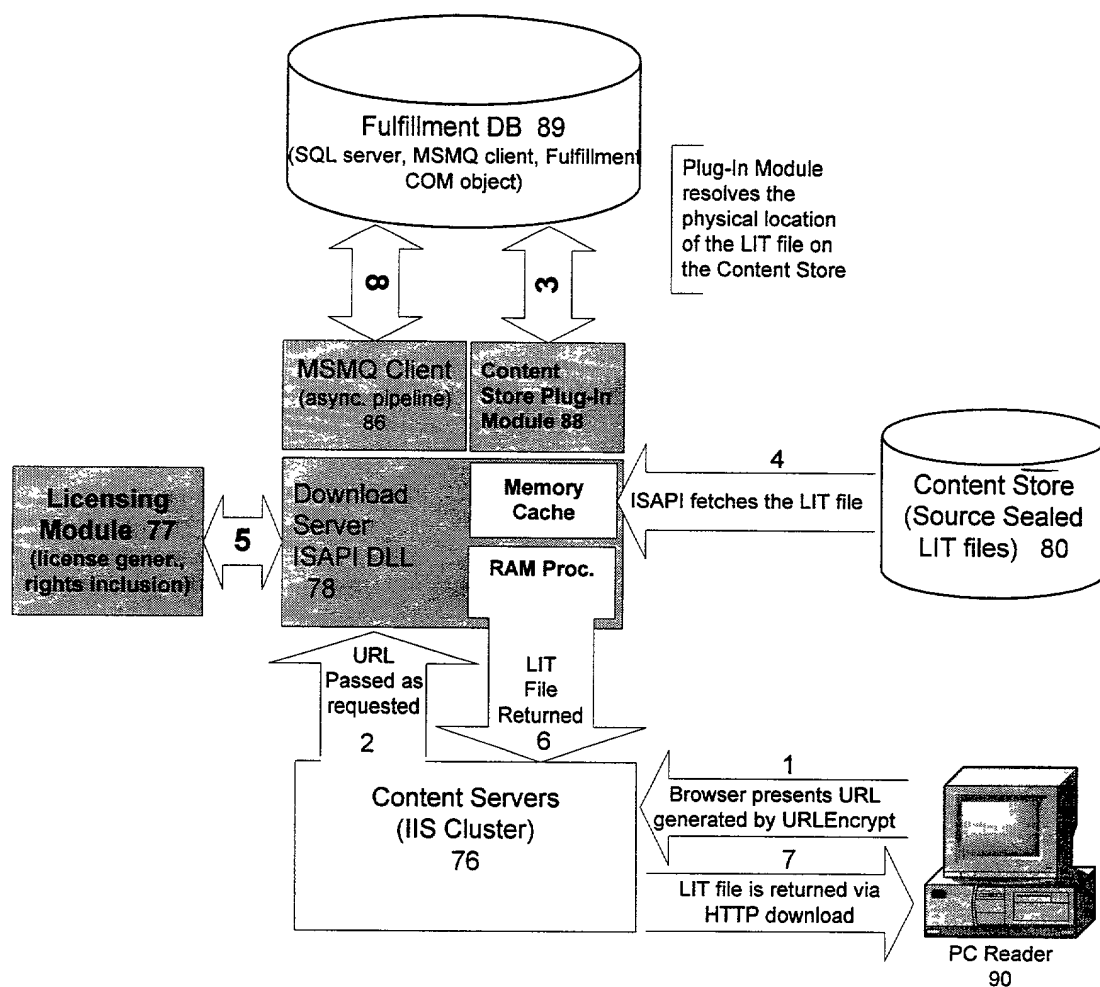 Fulfillment DB 89
(SQL server, MSMQ client, Fulfillment
COM object)
Plug-In Module
resolves the
physical location
of the LIT file on
the Content Store
8
3
MSMQ Client
(async. pipeline)
86
Content
Store Plug-In
Module 88
Licensing
Module 77
(license gener.,
rights inclusion)
5
Download
Server
ISAPI DLL
78
Memory
Cache
RAM Proc.
4
ISAPI fetches the LIT file
Content Store
(Source Sealed
LIT files) 80
URL
Passed as
requested
2
LIT
File
Returned
6
Content Servers
(IIS Cluster)
76
1
Browser presents URL
generated by URLEncrypt
7
LIT file is returned via
HTTP download
PC Reader
90